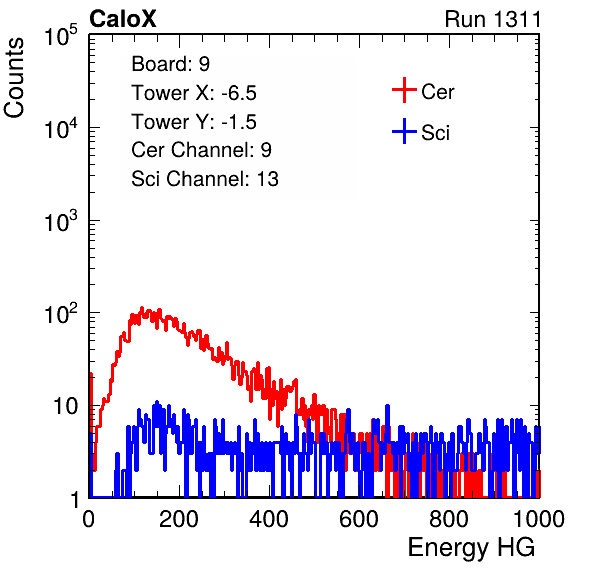 CaloX Run 1311
Counts
10^5
10^4
10^3
10^2
10
1
Board: 9
Tower X: -6.5
Tower Y: -1.5
Cer Channel: 9
Sci Channel: 13
Cer
Sci
0 200 400 600 800 1000
Energy HG